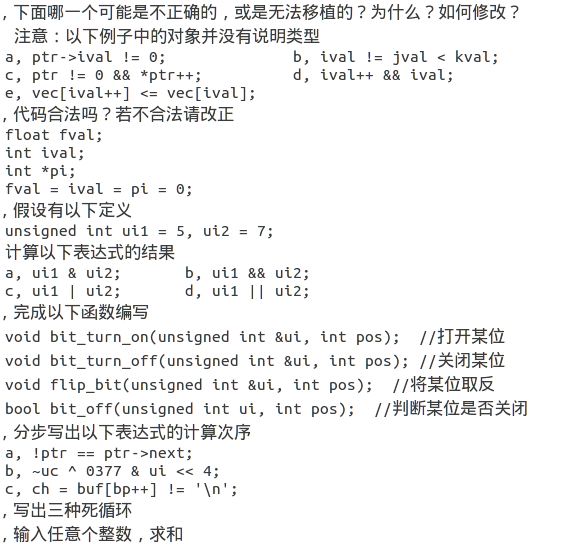 , 下面哪一个可能是不正确的，或是无法移植的？为什么？如何修改？
注意：以下例子中的对象并没有说明类型
a, ptr->ival != 0; b, ival != jval < kval;
c, ptr != 0 && *ptr++; d, ival++ && ival;
e, vec[ival++] <= vec[ival];
, 代码合法吗？若不合法请改正
float fval;
int ival;
int *pi;
fval = ival = pi = 0;
, 假设有以下定义
unsigned int ui1 = 5, ui2 = 7;
计算以下表达式的结果
a, ui1 & ui2; b, ui1 && ui2;
c, ui1 | ui2; d, ui1 || ui2;
, 完成以下函数编写
void bit_turn_on(unsigned int &ui, int pos); //打开某位
void bit_turn_off(unsigned int &ui, int pos); //关闭某位
void flip_bit(unsigned int &ui, int pos); //将某位取反
bool bit_off(unsigned int ui, int pos); //判断某位是否关闭
, 分步写出以下表达式的计算次序
a, !ptr == ptr->next;
b, ~uc ^ 0377 & ui << 4;
c, ch = buf[bp++] != '\n';
, 写出三种死循环
, 输入任意个整数，求和